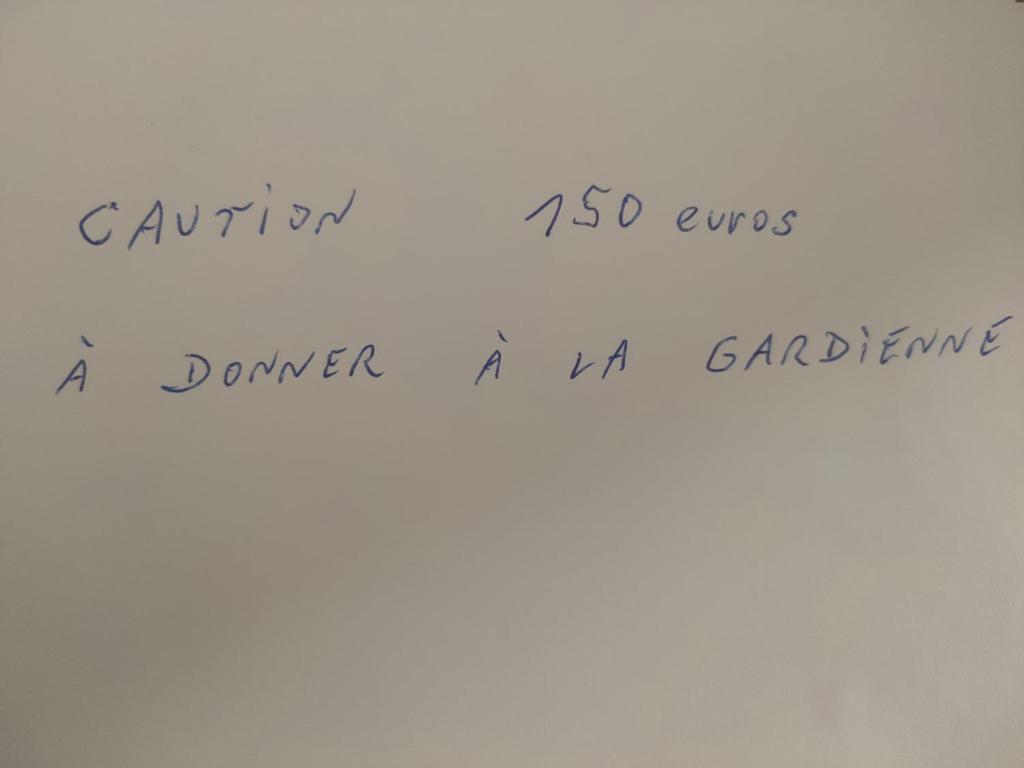 CAUTION 150 euros
À DONNER À LA GARDIENNE